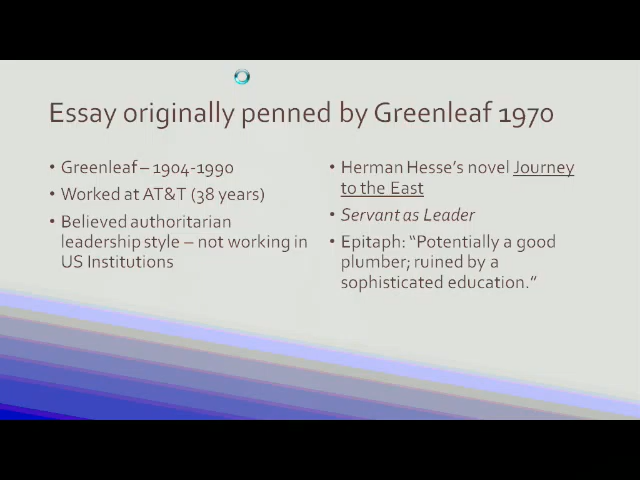 Essay originally penned by Greenleaf 1970
• Greenleaf – 1904-1990
• Worked at AT&T (38 years)
• Believed authoritarian
leadership style – not working in
US Institutions
• Herman Hesse's novel Journey
to the East
• Servant as Leader
• Epitaph: “Potentially a good
plumber; ruined by a
sophisticated education.”